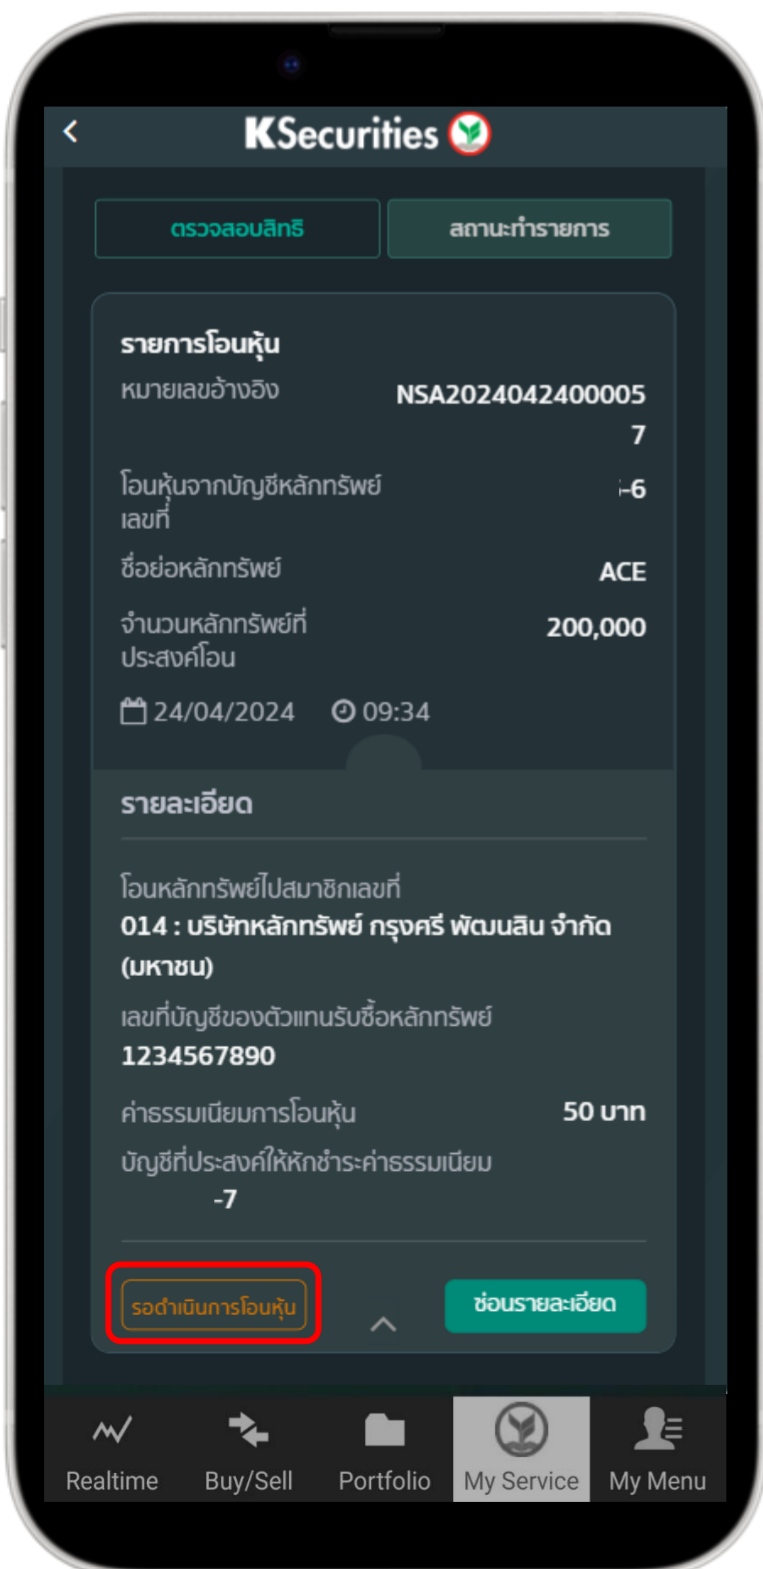 KSecurities
ตรวจสอบสิทธิ
สถานะทำรายการ
รายการโอนหุ้น
หมายเลขอ้างอิง
NSA2024042400005
7
โอนหุ้นจากบัญชีหลักทรัพย์
เลขที่
-6
ชื่อย่อหลักทรัพย์
ACE
จำนวนหลักทรัพย์ที่
ประสงค์โอน
200,000
24/04/2024
09:34
รายละเอียด
โอนหลักทรัพย์ไปสมาชิกเลขที่
014 : บริษัทหลักทรัพย์ กรุงศรี พัฒนสิน จำกัด
(มหาชน)
เลขที่บัญชีของตัวแทนรับซื้อหลักทรัพย์
1234567890
ค่าธรรมเนียมการโอนหุ้น
50 บาท
บัญชีที่ประสงค์ให้หักชำระค่าธรรมเนียม
-7
รอดำเนินการโอนหุ้น
ซ่อนรายละเอียด
Realtime
Buy/Sell
Portfolio
My Service
My Menu